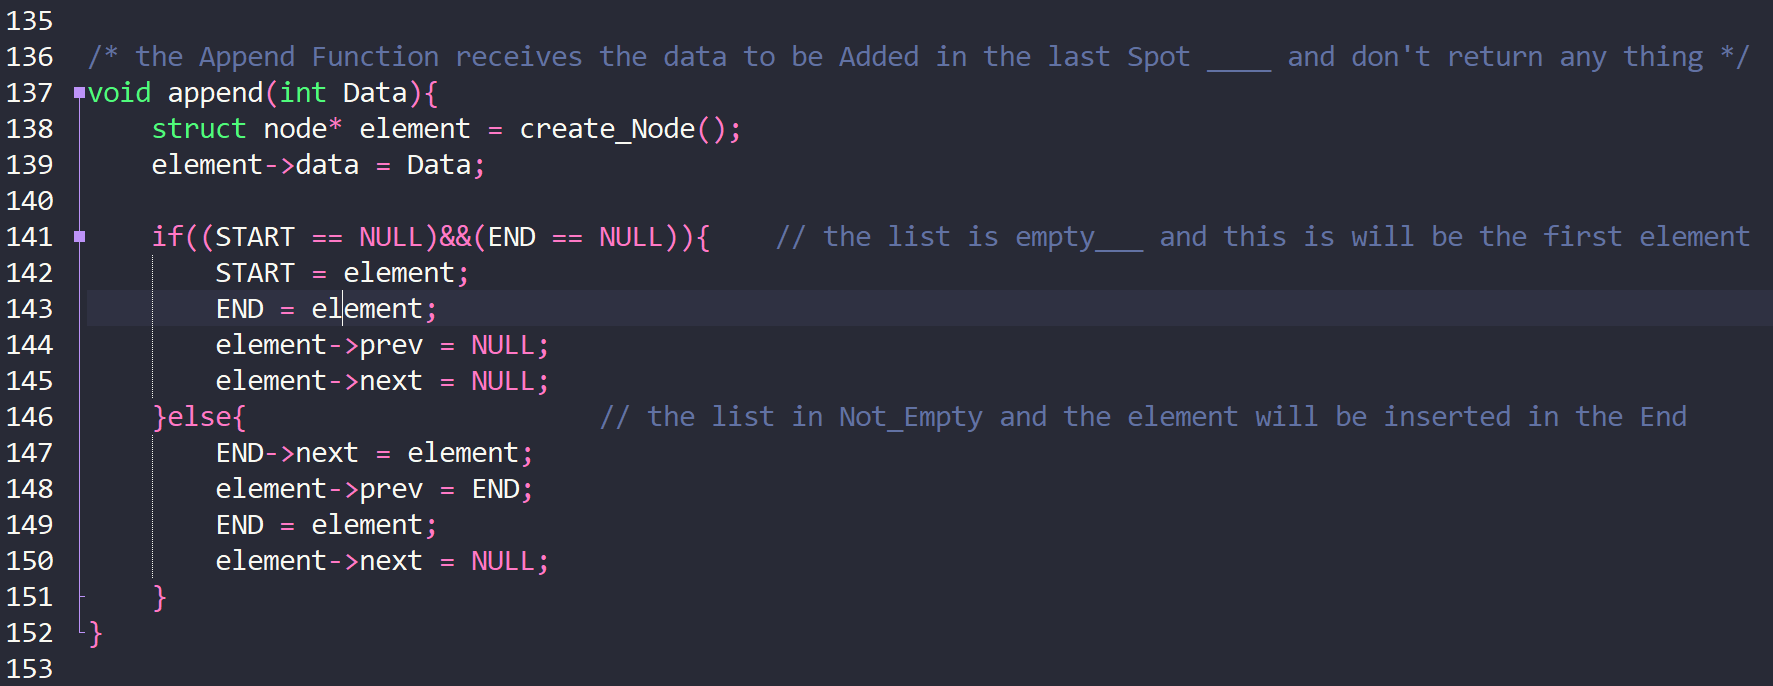 135
136 /* the Append Function receives the data to be Added in the last Spot ____ and don't return any thing */
137 void append(int Data){
138     struct node* element = create_Node();
139     element->data = Data;
140
141     if((START == NULL)&&(END == NULL)){    // the list is empty___ and this is will be the first element
142         START = element;
143         END = element;
144         element->prev = NULL;
145         element->next = NULL;
146     }else{                      // the list in Not_Empty and the element will be inserted in the End
147         END->next = element;
148         element->prev = END;
149         END = element;
150         element->next = NULL;
151     }
152 }
153